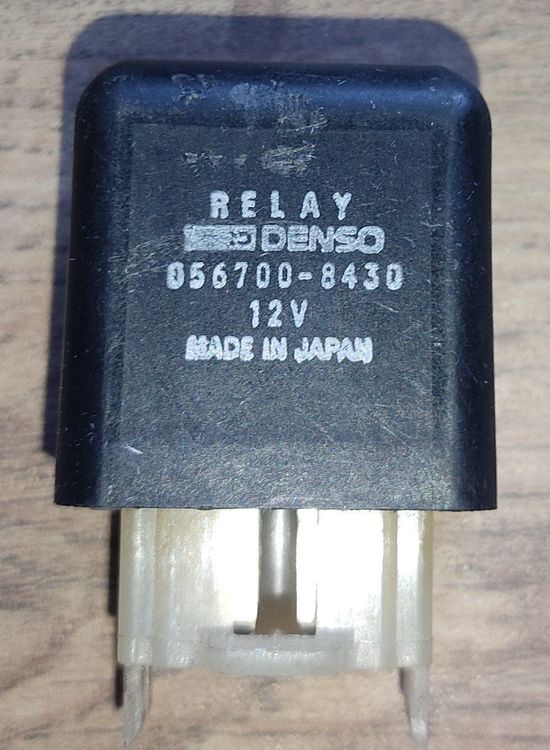 RELAY
DENSO
056700-8430
12V
MADE IN JAPAN